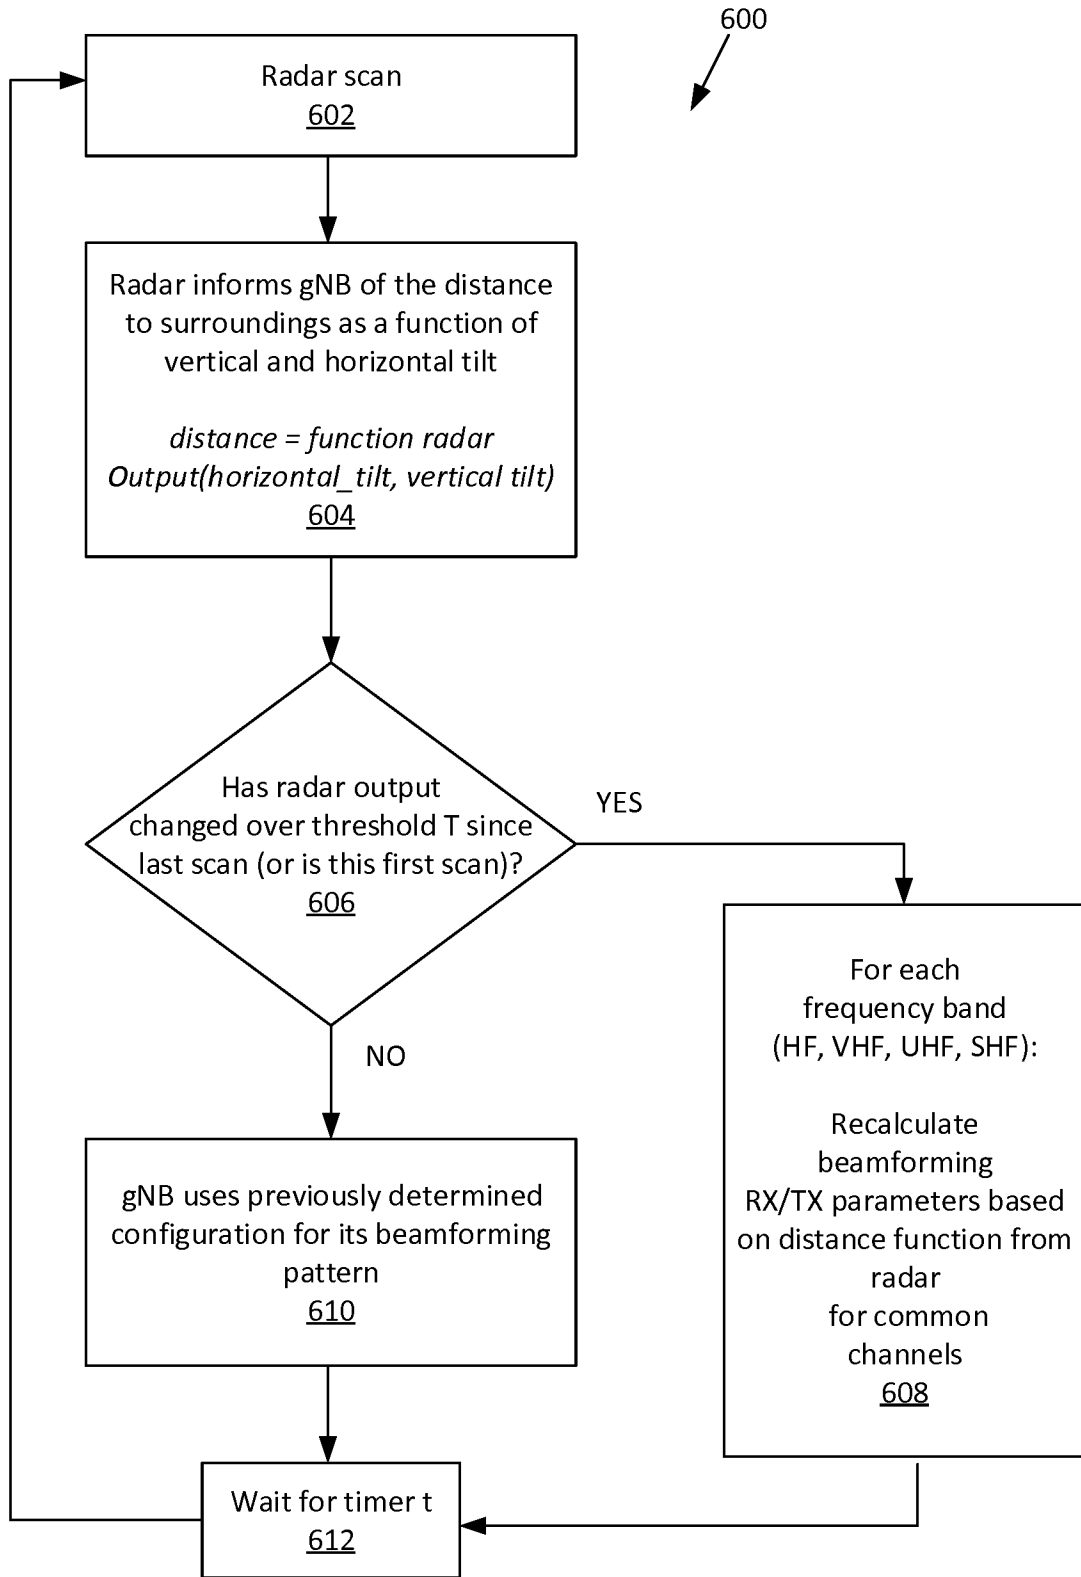 600
Radar scan
602
Radar informs gNB of the distance
to surroundings as a function of
vertical and horizontal tilt
distance = function radar
Output(horizontal_tilt, vertical tilt)
604
Has radar output
changed over threshold T since
last scan (or is this first scan)?
606
YES
NO
For each
frequency band
(HF, VHF, UHF, SHF):
Recalculate
beamforming
RX/TX parameters based
on distance function from
radar
for common
channels
608
gNB uses previously determined
configuration for its beamforming
pattern
610
Wait for timer t
612